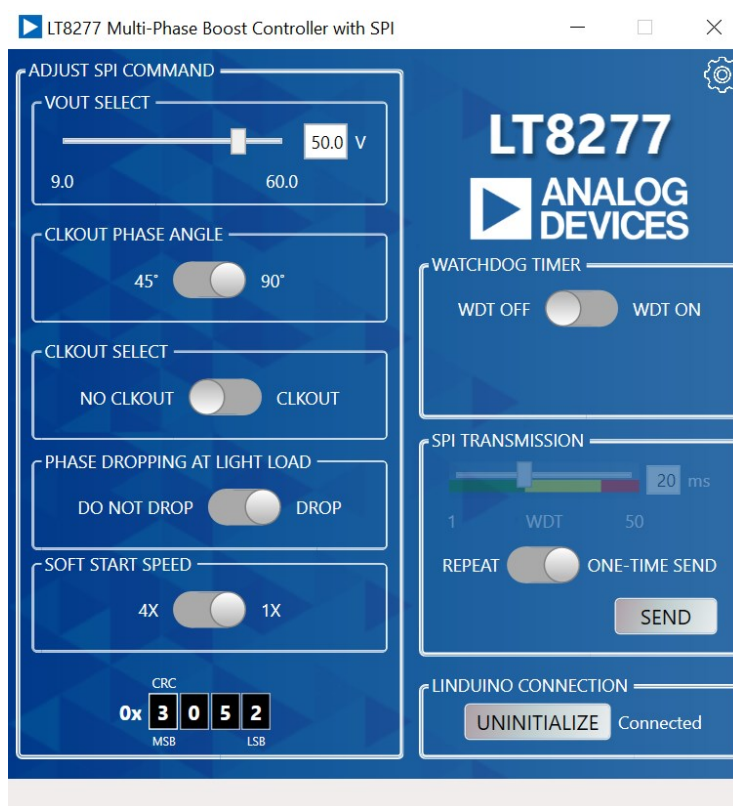 LT8277 Multi-Phase Boost Controller with SPI
ADJUST SPI COMMAND
VOUT SELECT
50.0 V
9.0 60.0
CLKOUT PHASE ANGLE
45° 90°
CLKOUT SELECT
NO CLKOUT CLKOUT
PHASE DROPPING AT LIGHT LOAD
DO NOT DROP DROP
SOFT START SPEED
4X 1X
CRC
0x 3 0 5 2
MSB LSB
LT8277
ANALOG
DEVICES
WATCHDOG TIMER
WDT OFF WDT ON
SPI TRANSMISSION
20 ms
1 WDT 50
REPEAT ONE-TIME SEND
SEND
LINDUINO CONNECTION
UNINITIALIZE Connected